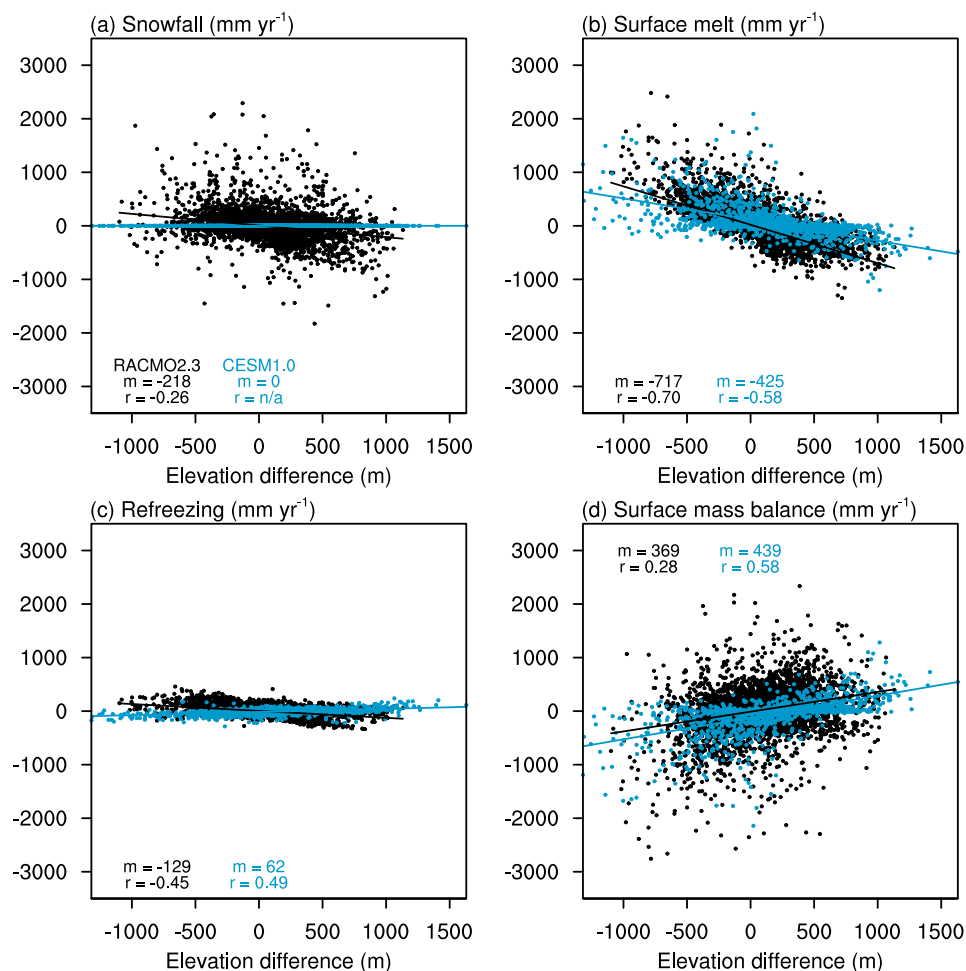 (a) Snowfall (mm yr-1)
3000
2000
1000
0
-1000
-2000
-3000
RACMO2.3 CESM1.0
m = -218 m = 0
r = -0.26 r = n/a
-1000 -500 0 500 1000 1500
Elevation difference (m)
(b) Surface melt (mm yr-1)
3000
2000
1000
0
-1000
-2000
-3000
m = -717 m = -425
r = -0.70 r = -0.58
-1000 -500 0 500 1000 1500
Elevation difference (m)
(c) Refreezing (mm yr-1)
3000
2000
1000
0
-1000
-2000
-3000
m = -129 m = 62
r = -0.45 r = 0.49
-1000 -500 0 500 1000 1500
Elevation difference (m)
(d) Surface mass balance (mm yr-1)
m = 369 m = 439
r = 0.28 r = 0.58
3000
2000
1000
0
-1000
-2000
-3000
-1000 -500 0 500 1000 1500
Elevation difference (m)